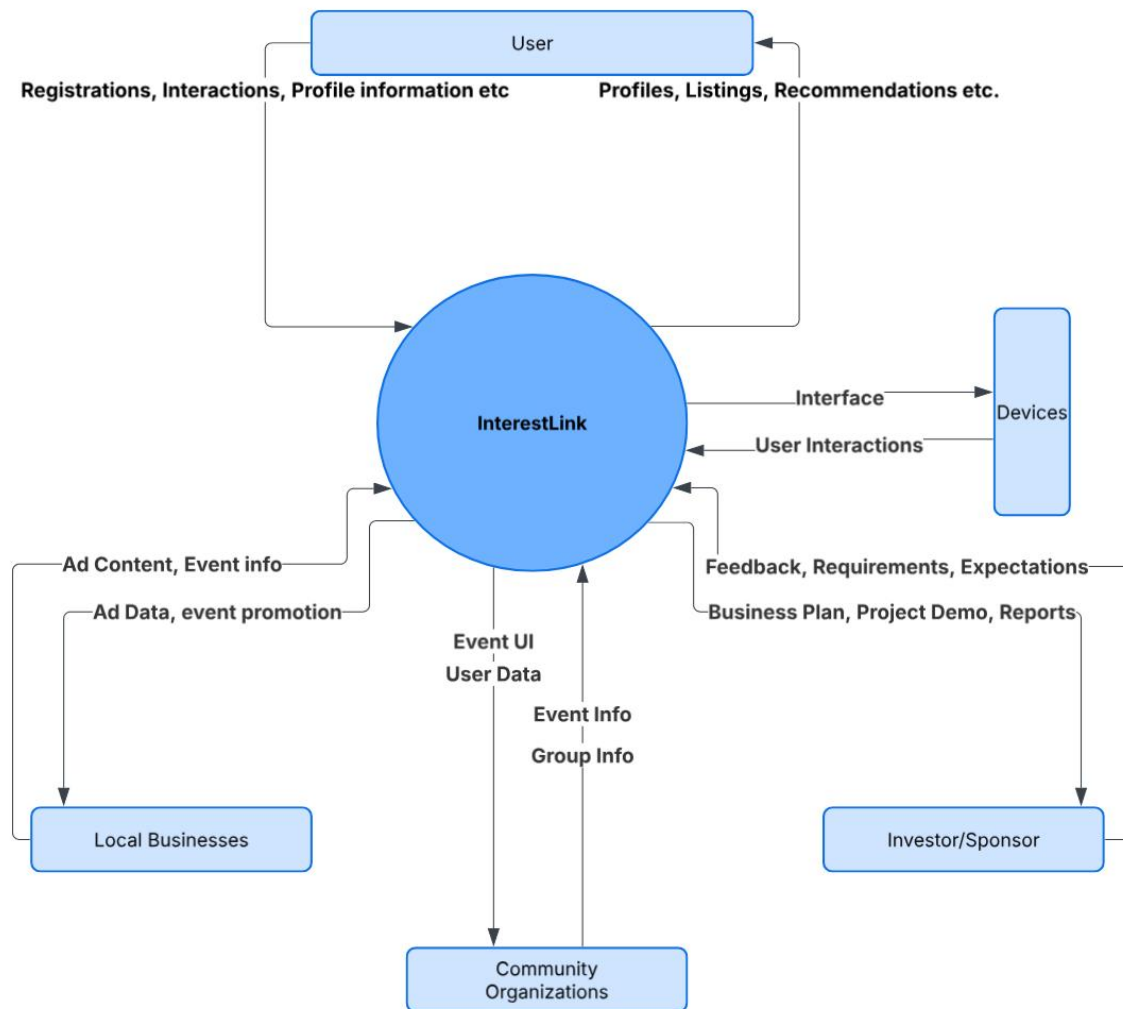 User
Registrations, Interactions, Profile information etc
Profiles, Listings, Recommendations etc.
InterestLink
Interface
Devices
User Interactions
Ad Content, Event info
Feedback, Requirements, Expectations
Ad Data, event promotion
Business Plan, Project Demo, Reports
Event UI
User Data
Event Info
Group Info
Local Businesses
Investor/Sponsor
Community
Organizations